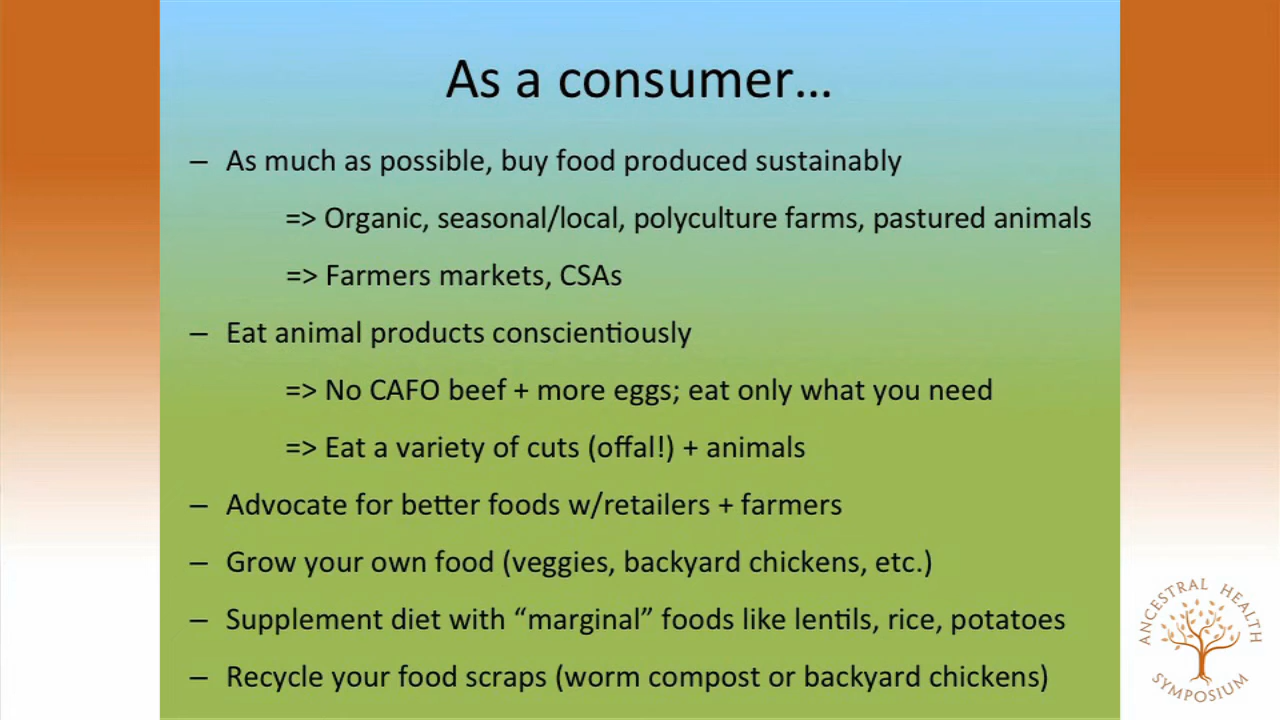 As a consumer…
– As much as possible, buy food produced sustainably
=> Organic, seasonal/local, polyculture farms, pastured animals
=> Farmers markets, CSAs
– Eat animal products conscientiously
=> No CAFO beef + more eggs; eat only what you need
=> Eat a variety of cuts (offal!) + animals
– Advocate for better foods w/retailers + farmers
– Grow your own food (veggies, backyard chickens, etc.)
– Supplement diet with “marginal” foods like lentils, rice, potatoes
– Recycle your food scraps (worm compost or backyard chickens)
ANCESTRAL HEALTH
SYMPOSIUM